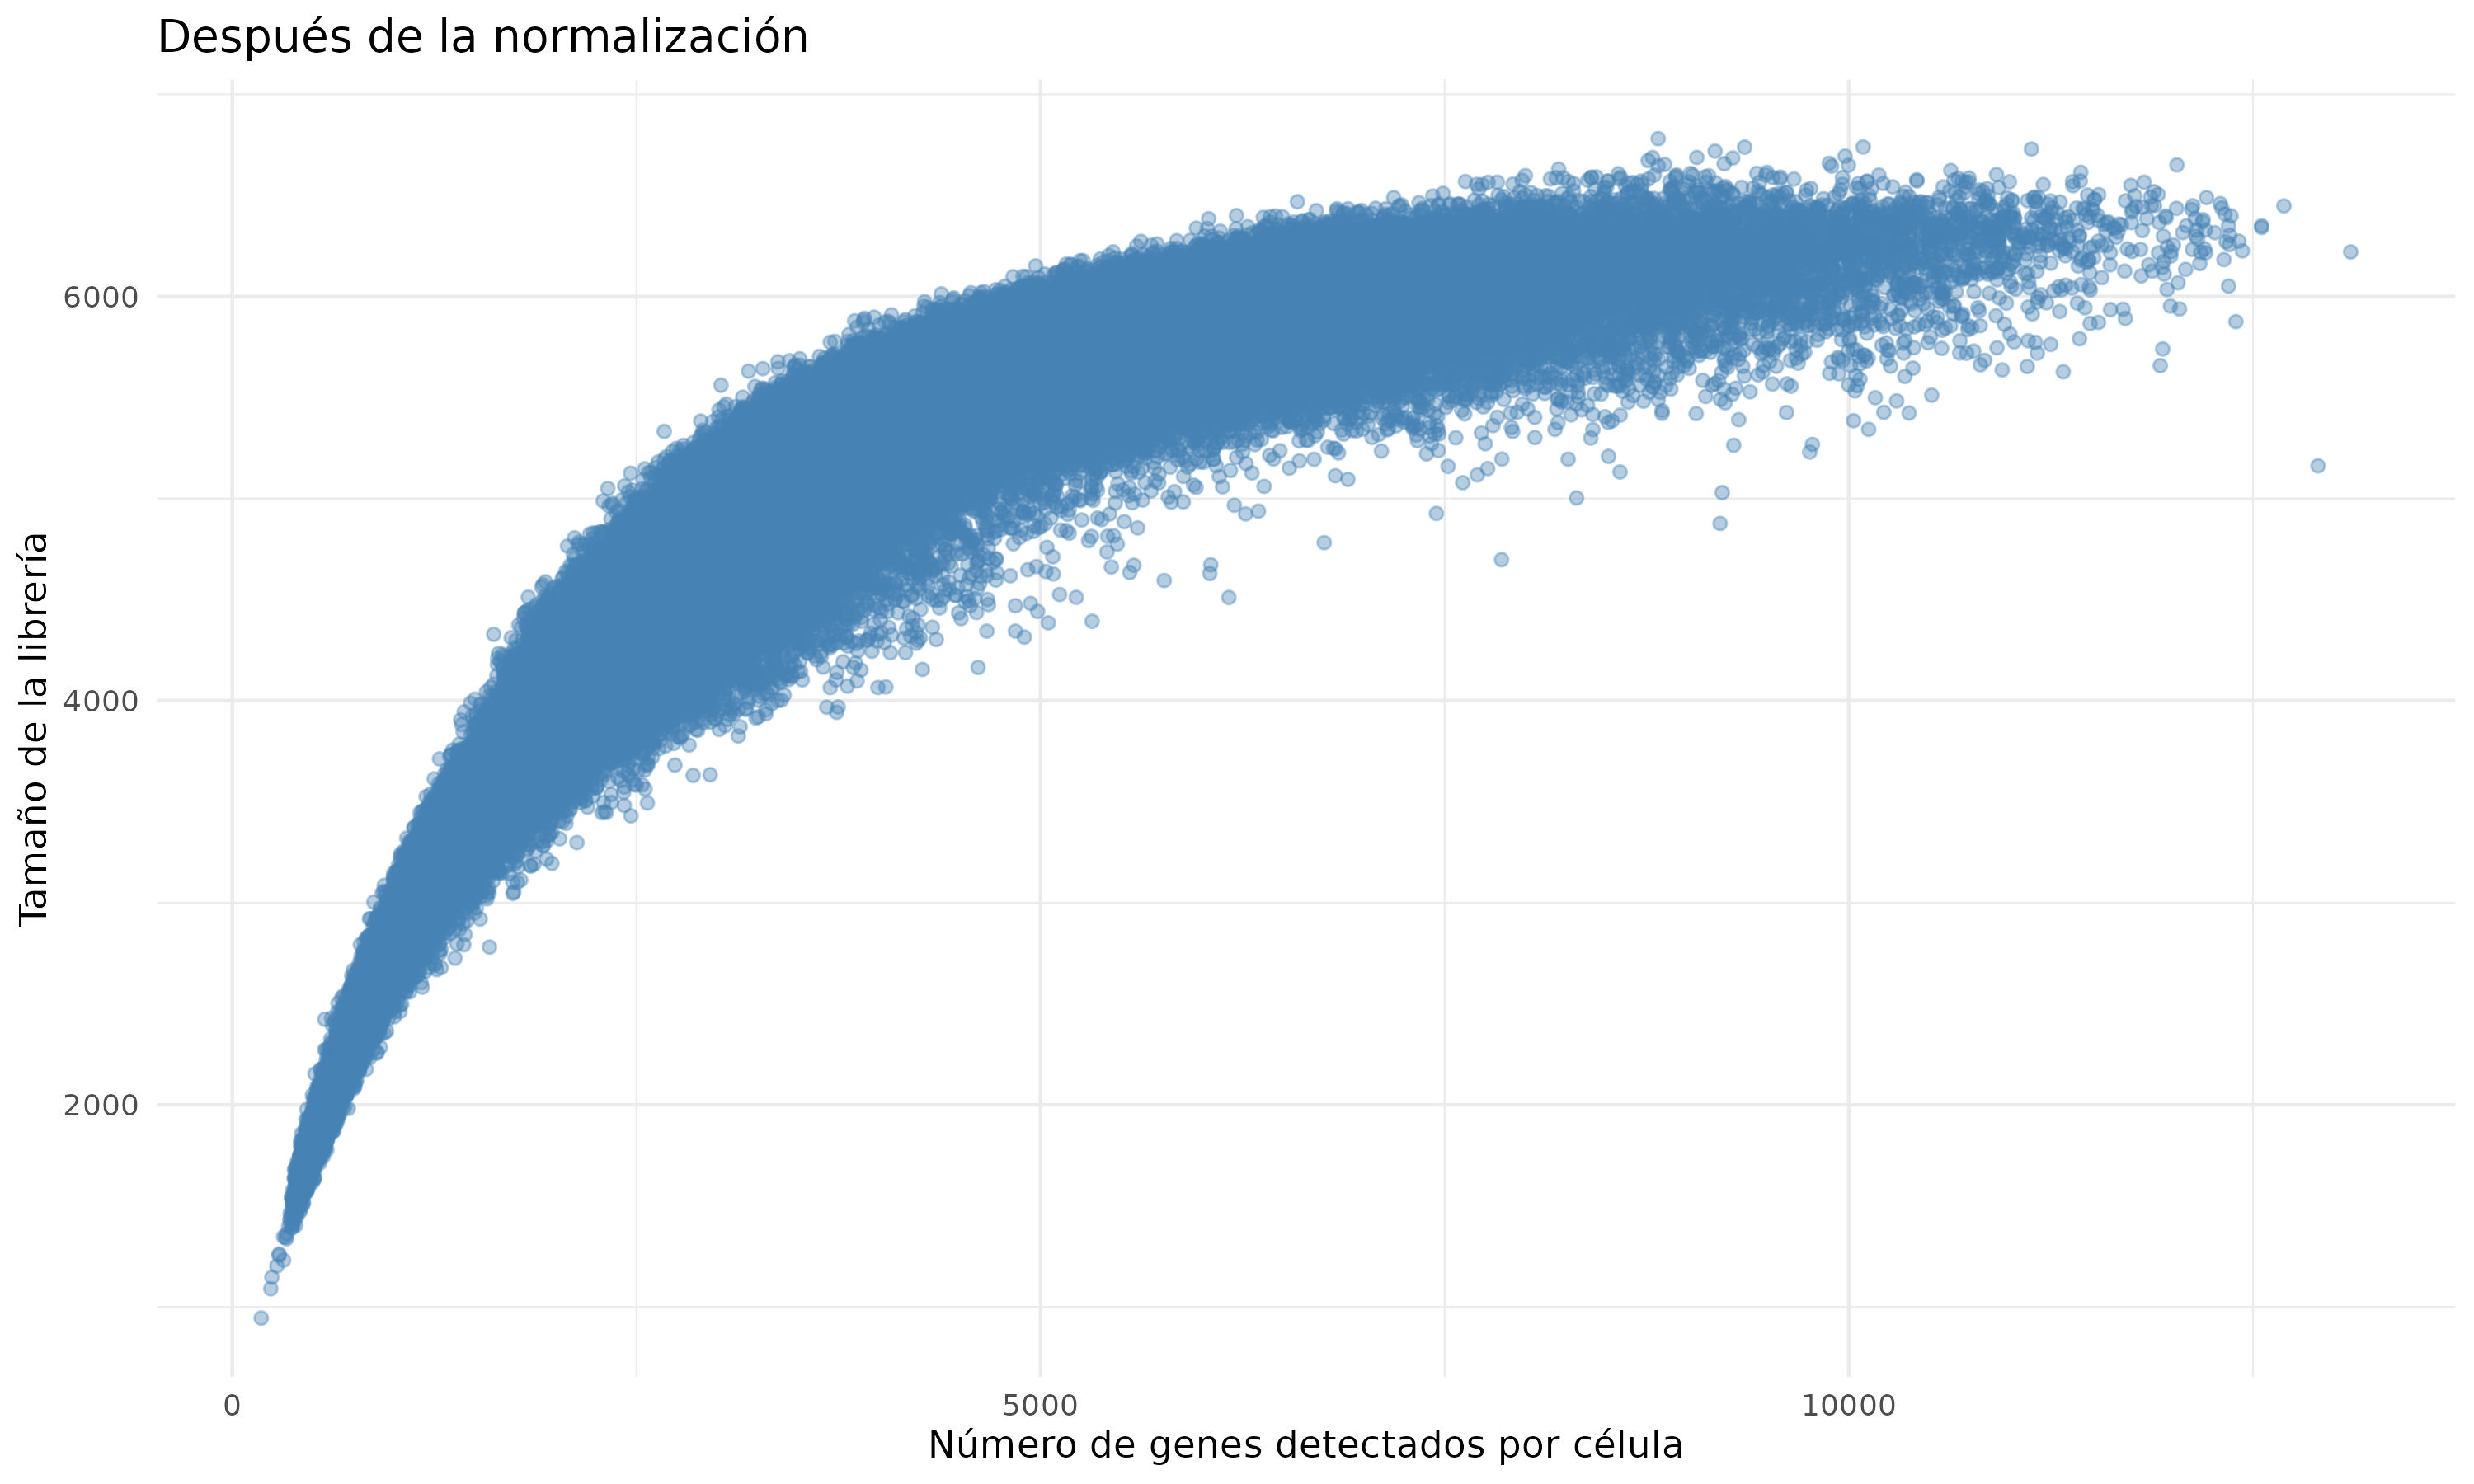 Después de la normalización
Tamaño de la librería
6000
4000
2000
0
5000
10000
Número de genes detectados por célula